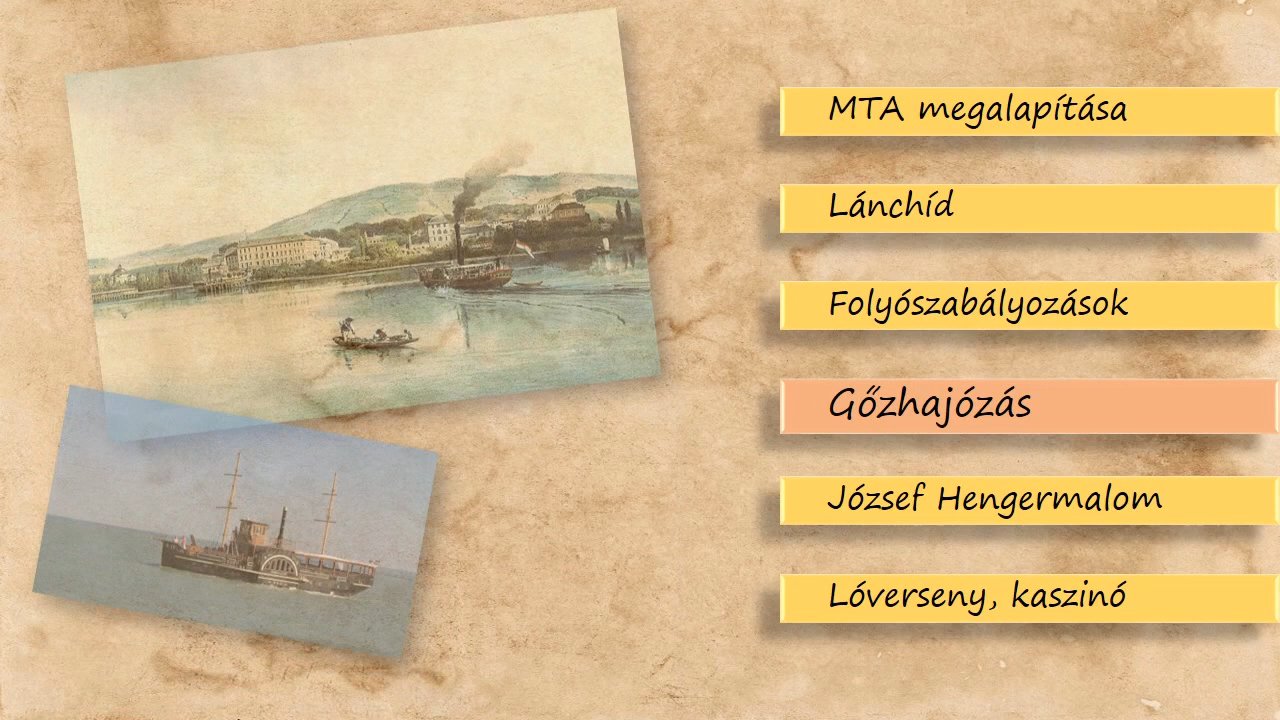 MTA megalapítása
Lánchíd
Folyószabályozások
Gőzhajózás
József Hengermalom
Lóverseny, kaszinó